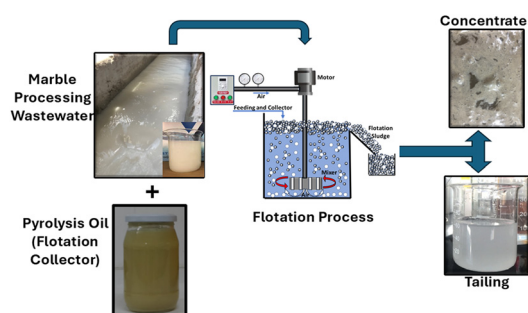 Marble
Processing
Wastewater
+
Pyrolysis Oil
(Flotation
Collector)
Motor
Air
Feeding and Collector
Flotation
Sludge
Mixer
Air
Flotation Process
Concentrate
Tailing